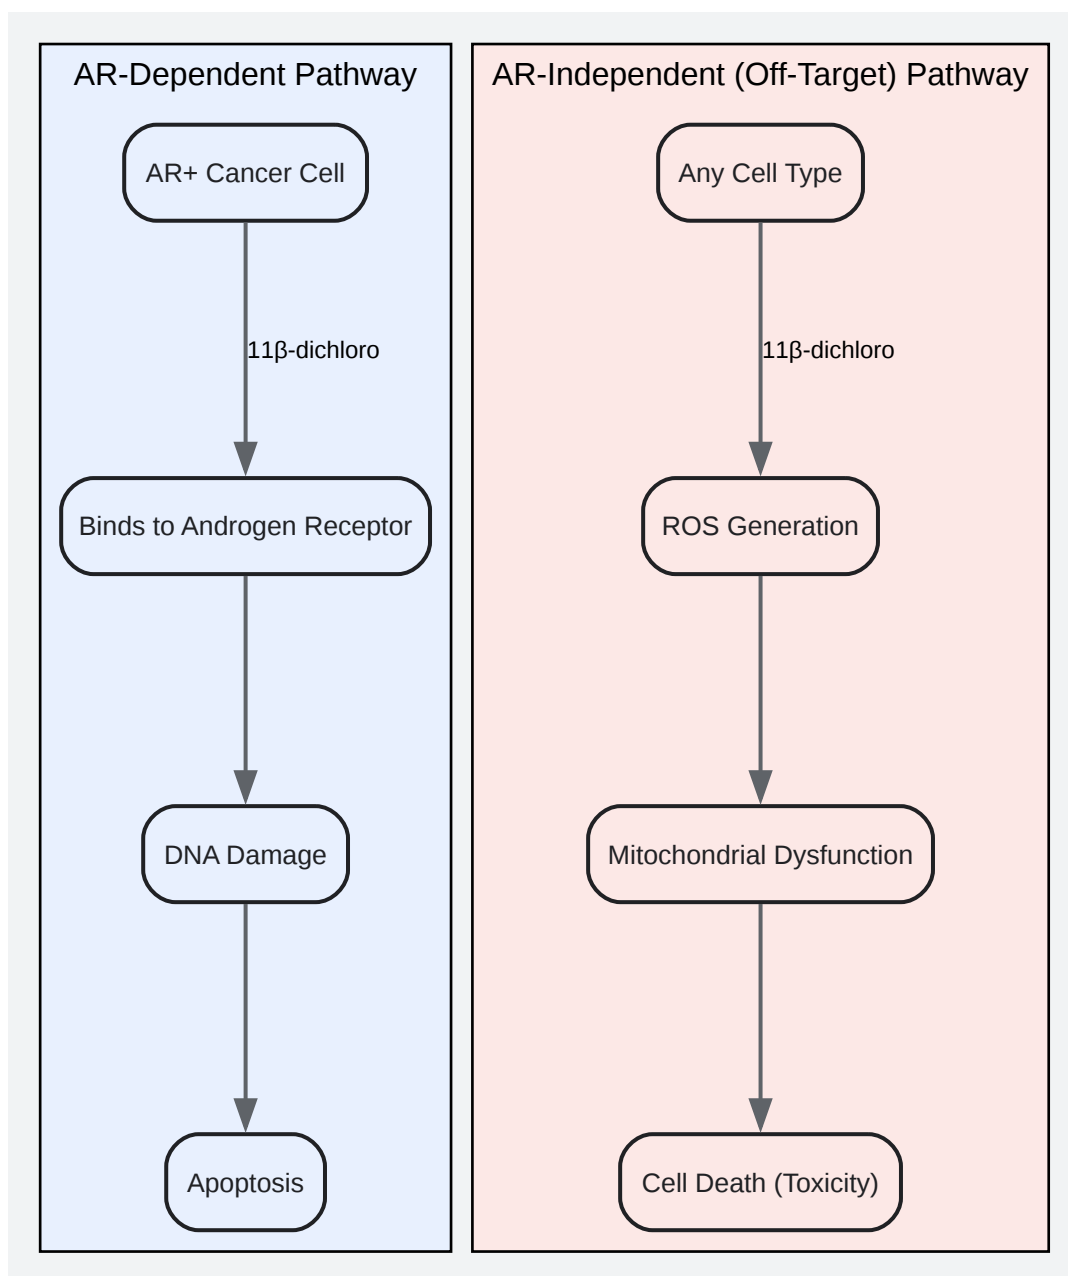 AR-Dependent Pathway
AR+ Cancer Cell
11β-dichloro
Binds to Androgen Receptor
DNA Damage
Apoptosis
AR-Independent (Off-Target) Pathway
Any Cell Type
11β-dichloro
ROS Generation
Mitochondrial Dysfunction
Cell Death (Toxicity)